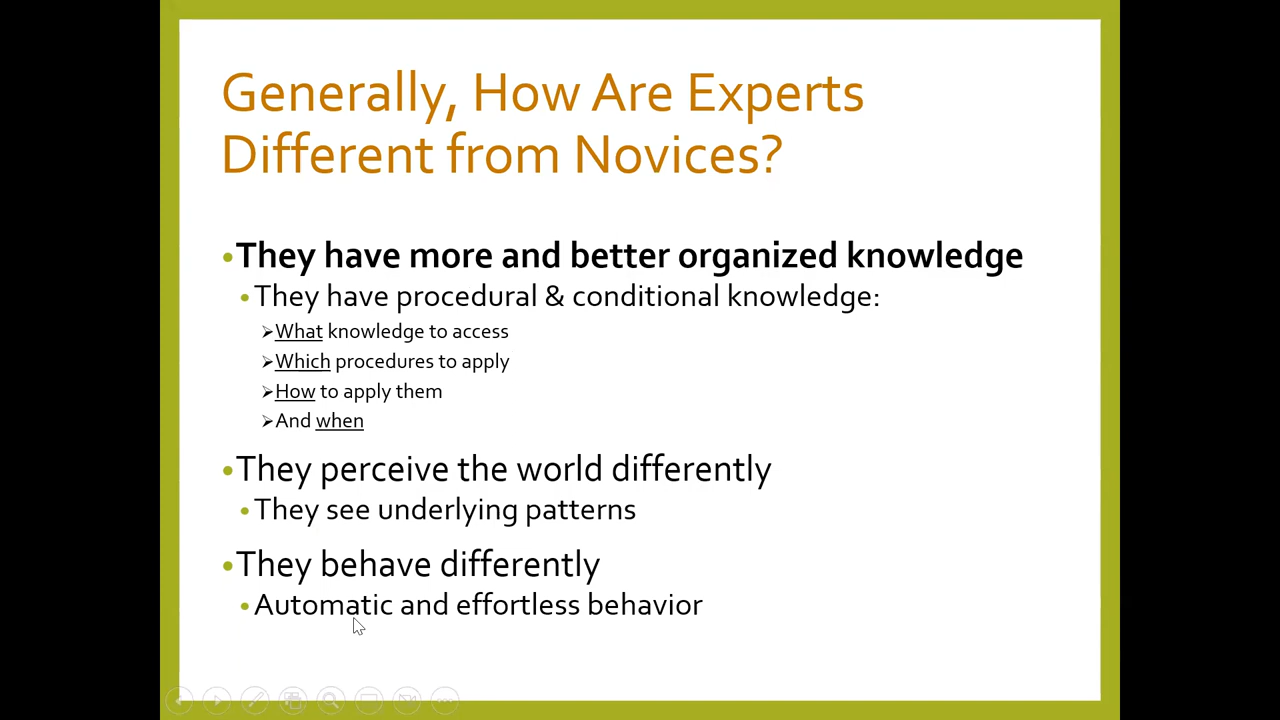 Generally, How Are Experts
Different from Novices?
•They have more and better organized knowledge
•They have procedural & conditional knowledge:
➢What knowledge to access
➢Which procedures to apply
➢How to apply them
➢And when
•They perceive the world differently
•They see underlying patterns
•They behave differently
•Automatic and effortless behavior